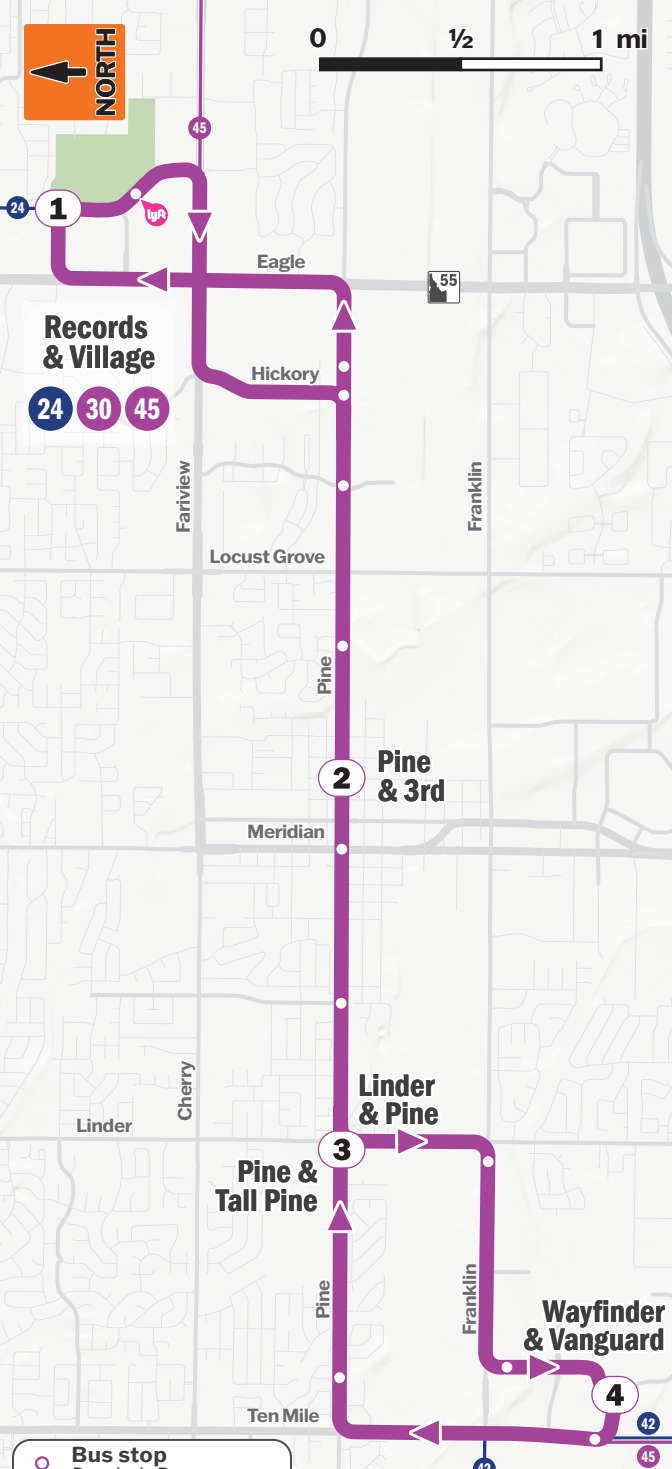 NORTH
0 ½ 1 mi
45
24
1
lyft
Eagle
55
Records
& Village
24 30 45
Hickory
Fariview
Franklin
Locust Grove
Pine
2
Pine
& 3rd
Meridian
Cherry
Linder
& Pine
Linder
3
Pine &
Tall Pine
Pine
Franklin
Wayfinder
& Vanguard
4
Ten Mile
42
45
42
Bus stop